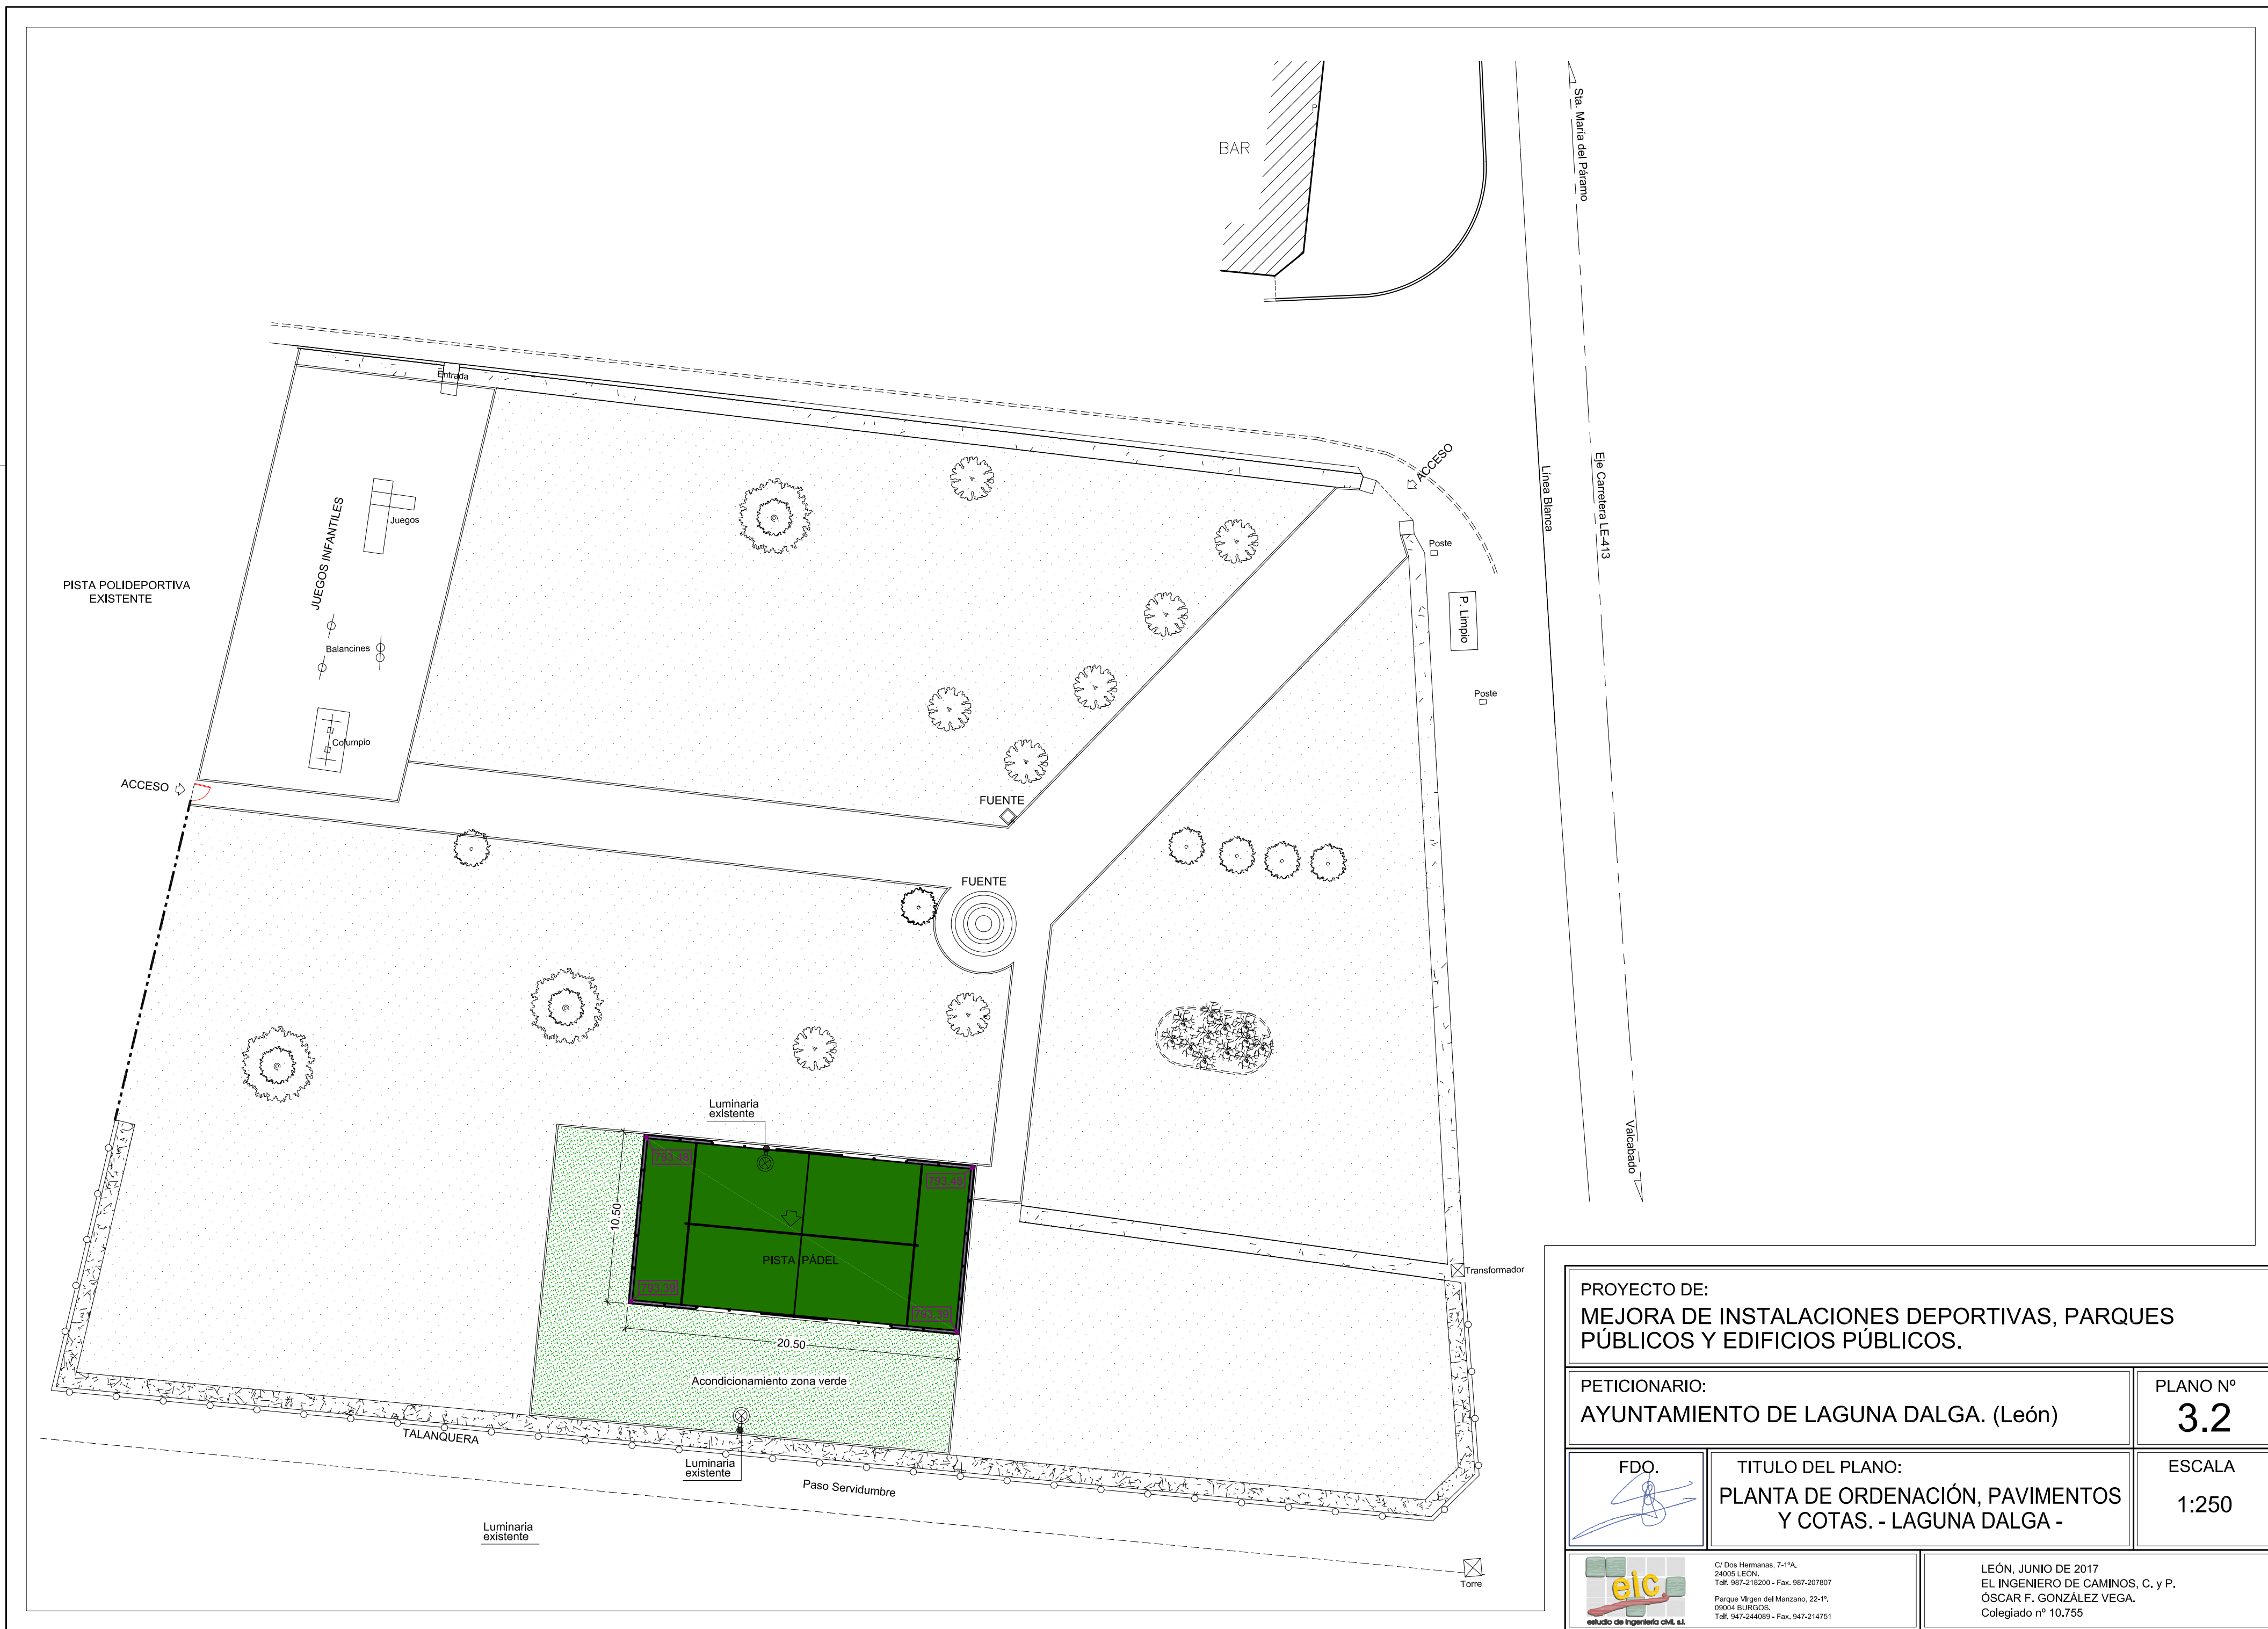 BAR
P
Sta. María del Páramo
Línea Blanca
Eje Carretera LE-413
Valcabado
Entrada
ACCESO
Poste
P. Limpio
Poste
JUEGOS INFANTILES
Juegos
PISTA POLIDEPORTIVA
EXISTENTE
Balancines
Columpio
ACCESO
FUENTE
FUENTE
Luminaria
existente
10.50
PISTA PÁDEL
20.50
Acondicionamiento zona verde
Transformador
TALANQUERA
Luminaria
existente
Paso Servidumbre
Luminaria
existente
Torre
PROYECTO DE:
MEJORA DE INSTALACIONES DEPORTIVAS, PARQUES
PÚBLICOS Y EDIFICIOS PÚBLICOS.
PETICIONARIO:
AYUNTAMIENTO DE LAGUNA DALGA. (León)
PLANO Nº
3.2
FDO.
TITULO DEL PLANO:
PLANTA DE ORDENACIÓN, PAVIMENTOS
Y COTAS. - LAGUNA DALGA -
ESCALA
1:250
eic
estudio de ingeniería civil, s.l.
C/ Dos Hermanas, 7-1ºA.
24005 LEÓN.
Telf. 987-218200 - Fax. 987-207807
Parque Virgen del Manzano, 22-1º.
09004 BURGOS.
Telf. 947-244089 - Fax. 947-214751
LEÓN, JUNIO DE 2017
EL INGENIERO DE CAMINOS, C. y P.
ÓSCAR F. GONZÁLEZ VEGA.
Colegiado nº 10.755